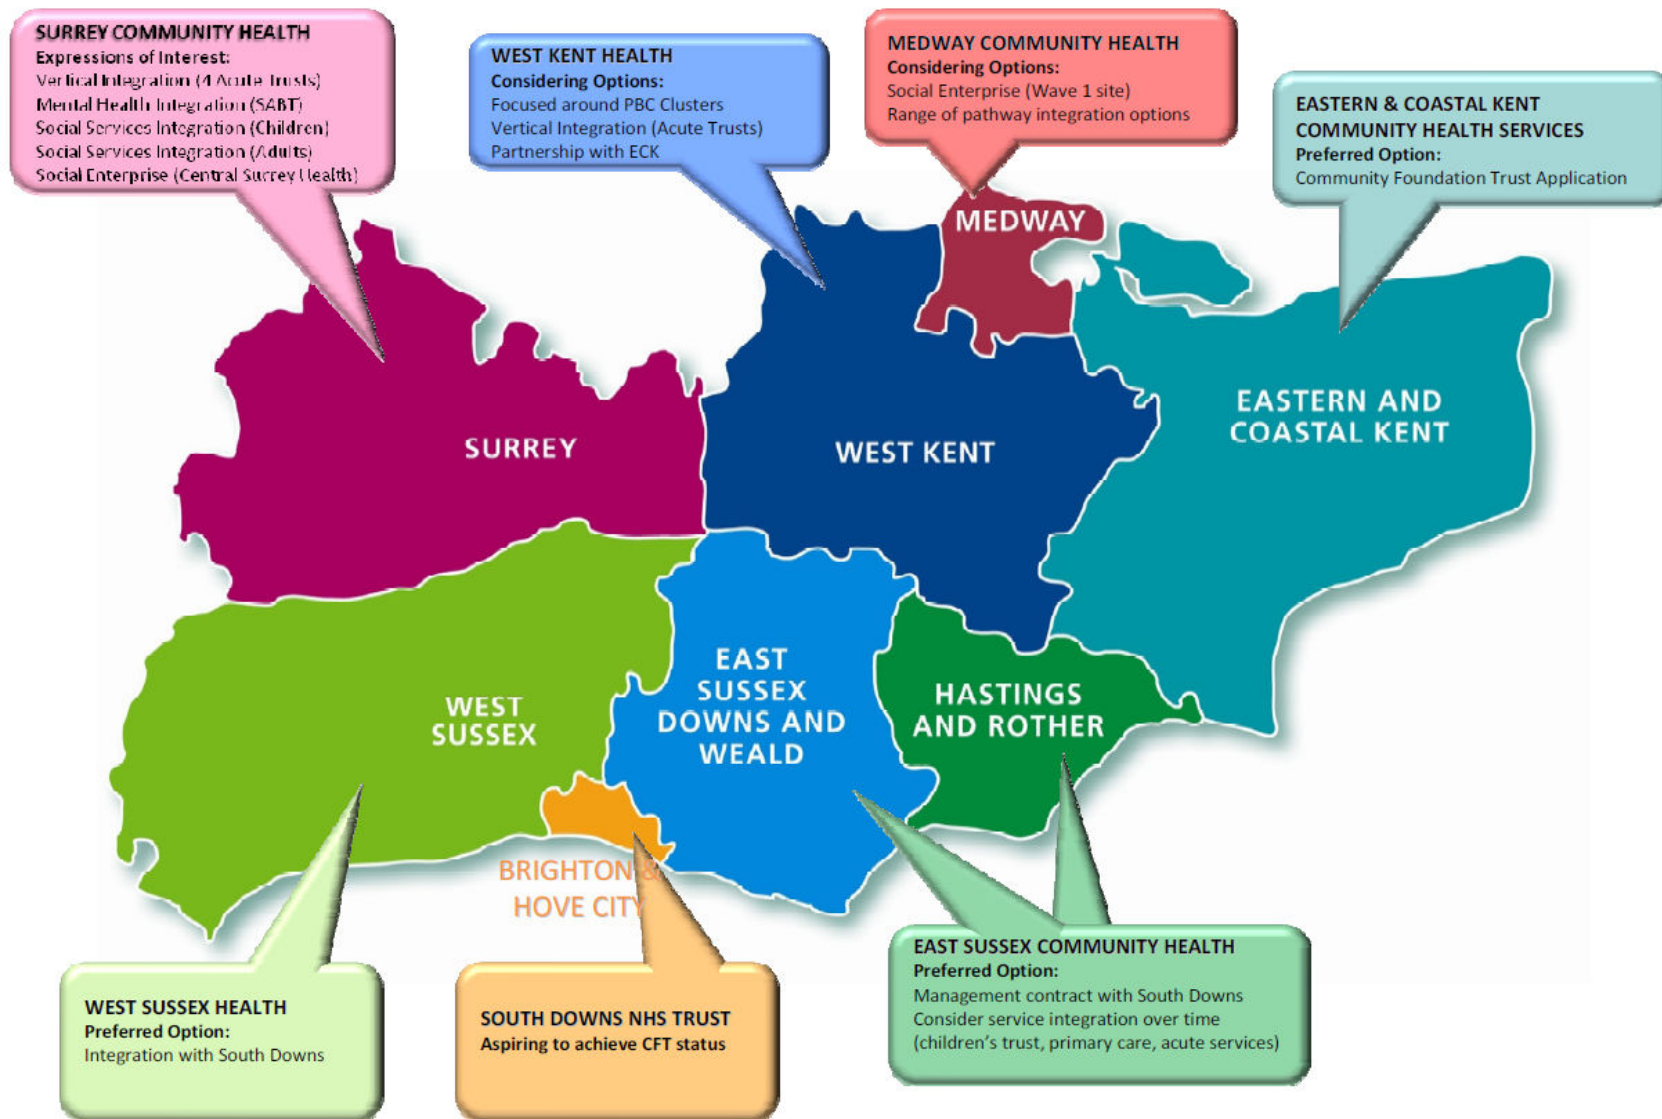 SURREY COMMUNITY HEALTH
Expressions of Interest:
Vertical Integration (4 Acute Trusts)
Mental Health Integration (SABT)
Social Services Integration (Children)
Social Services Integration (Adults)
Social Enterprise (Central Surrey Health)
WEST KENT HEALTH
Considering Options:
Focused around PBC Clusters
Vertical Integration (Acute Trusts)
Partnership with ECK
MEDWAY COMMUNITY HEALTH
Considering Options:
Social Enterprise (Wave 1 site)
Range of pathway integration options
EASTERN & COASTAL KENT
COMMUNITY HEALTH SERVICES
Preferred Option:
Community Foundation Trust Application
MEDWAY
SURREY
WEST KENT
EASTERN AND
COASTAL KENT
WEST
SUSSEX
EAST
SUSSEX
DOWNS AND
WEALD
HASTINGS
AND ROTHER
BRIGHTON &
HOVE CITY
WEST SUSSEX HEALTH
Preferred Option:
Integration with South Downs
SOUTH DOWNS NHS TRUST
Aspiring to achieve CFT status
EAST SUSSEX COMMUNITY HEALTH
Preferred Option:
Management contract with South Downs
Consider service integration over time
(children's trust, primary care, acute services)